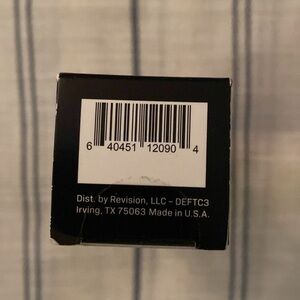 6 40451 12090 4
Dist. by Revision, LLC - DEFTC3
Irving, TX 75063 Made in U.S.A.